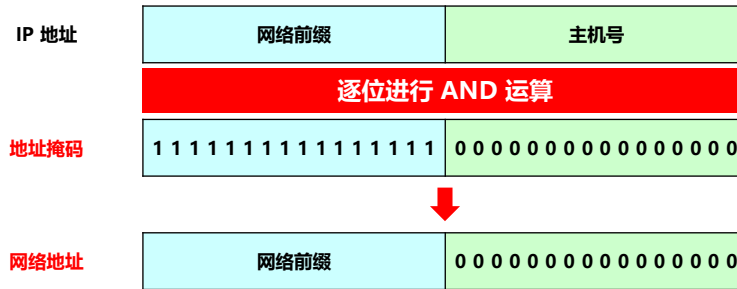 IP 地址 网络前缀 主机号
逐位进行 AND 运算
地址掩码 1 1 1 1 1 1 1 1 1 1 1 1 1 1 1 1 0 0 0 0 0 0 0 0 0 0 0 0 0 0 0 0
网络地址 网络前缀 0 0 0 0 0 0 0 0 0 0 0 0 0 0 0 0